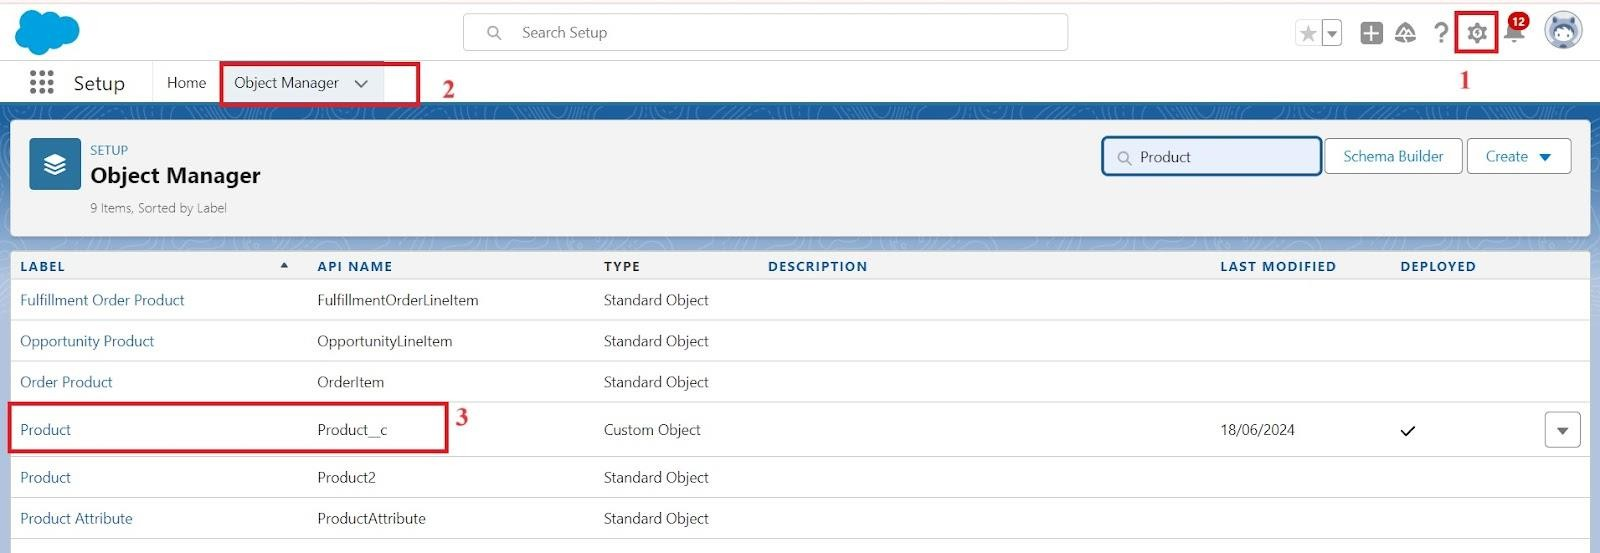 Search Setup
12
1
Setup Home Object Manager 2
SETUP
Object Manager
9 Items, Sorted by Label
Product Schema Builder Create
LABEL API NAME TYPE DESCRIPTION LAST MODIFIED DEPLOYED
Fulfillment Order Product FulfillmentOrderLineItem Standard Object
Opportunity Product OpportunityLineItem Standard Object
Order Product OrderItem Standard Object
3
Product Product__c Custom Object 18/06/2024
Product Product2 Standard Object
Product Attribute ProductAttribute Standard Object